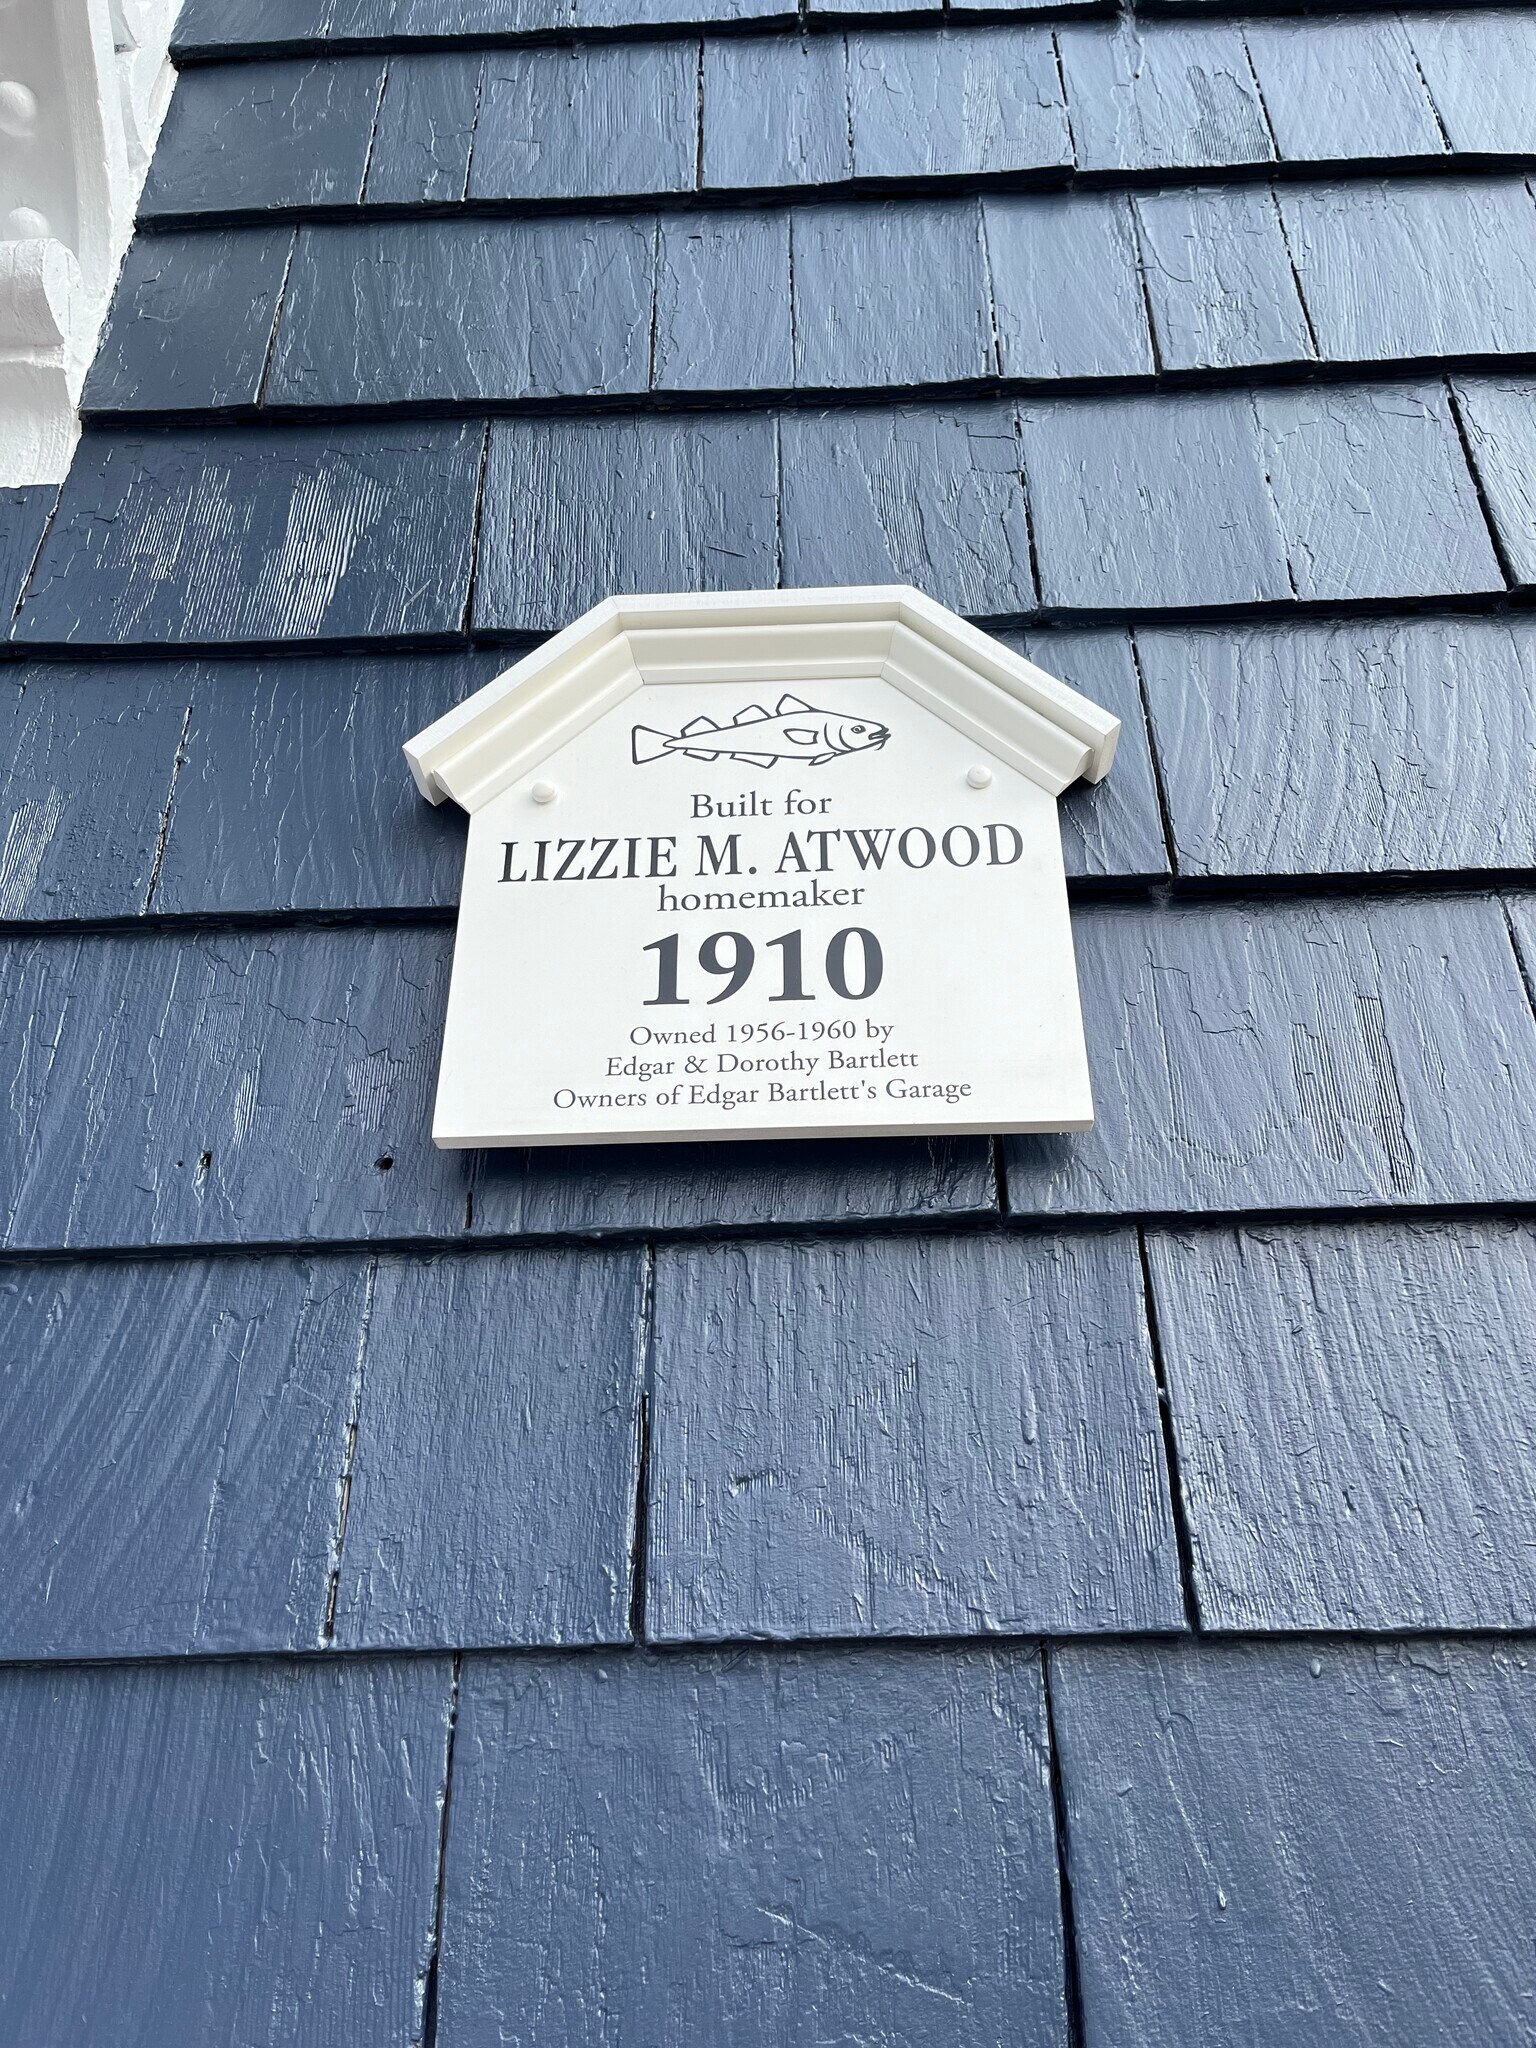 Built for
LIZZIE M. ATWOOD
homemaker
1910
Owned 1956-1960 by
Edgar & Dorothy Bartlett
Owners of Edgar Bartlett's Garage